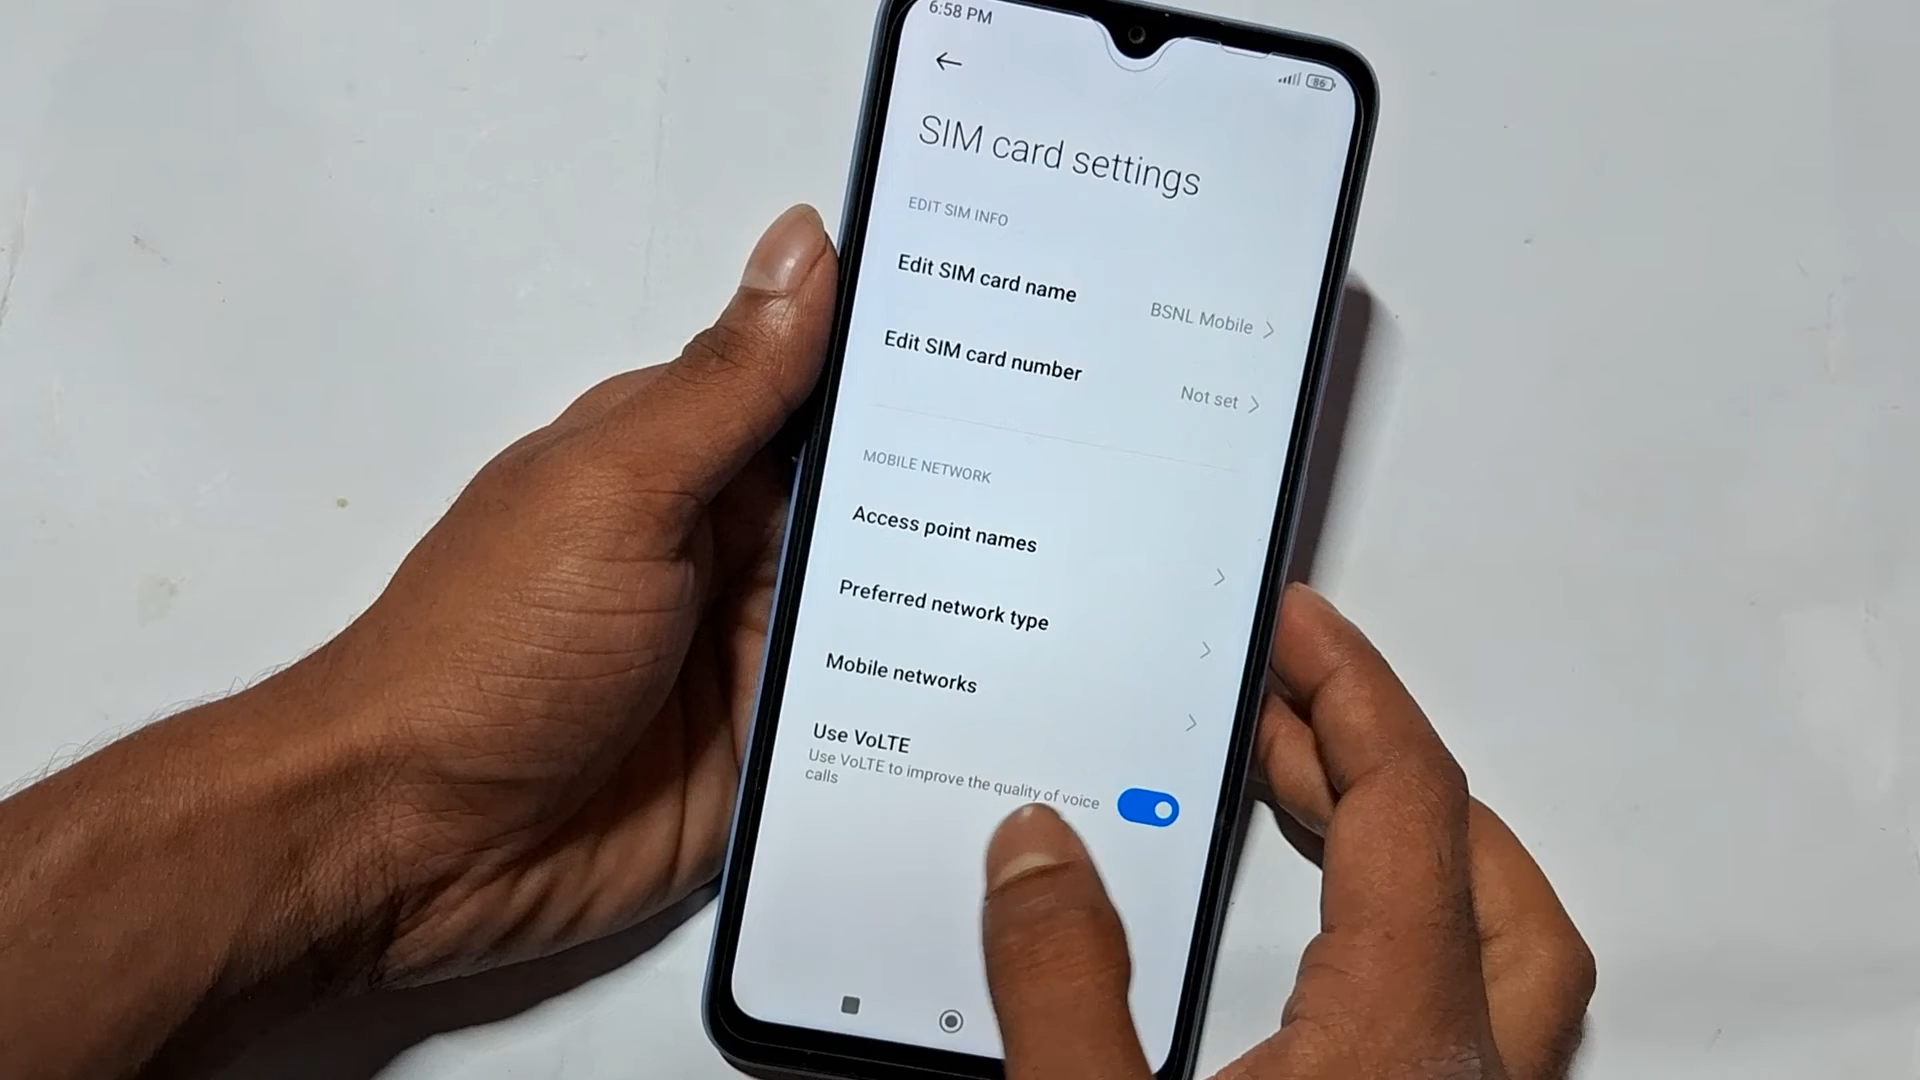 6:58 PM
86
SIM card settings
EDIT SIM INFO
Edit SIM card name
BSNL Mobile
Edit SIM card number
Not set
MOBILE NETWORK
Access point names
Preferred network type
Mobile networks
Use VoLTE
Use VoLTE to improve the quality of voice
calls